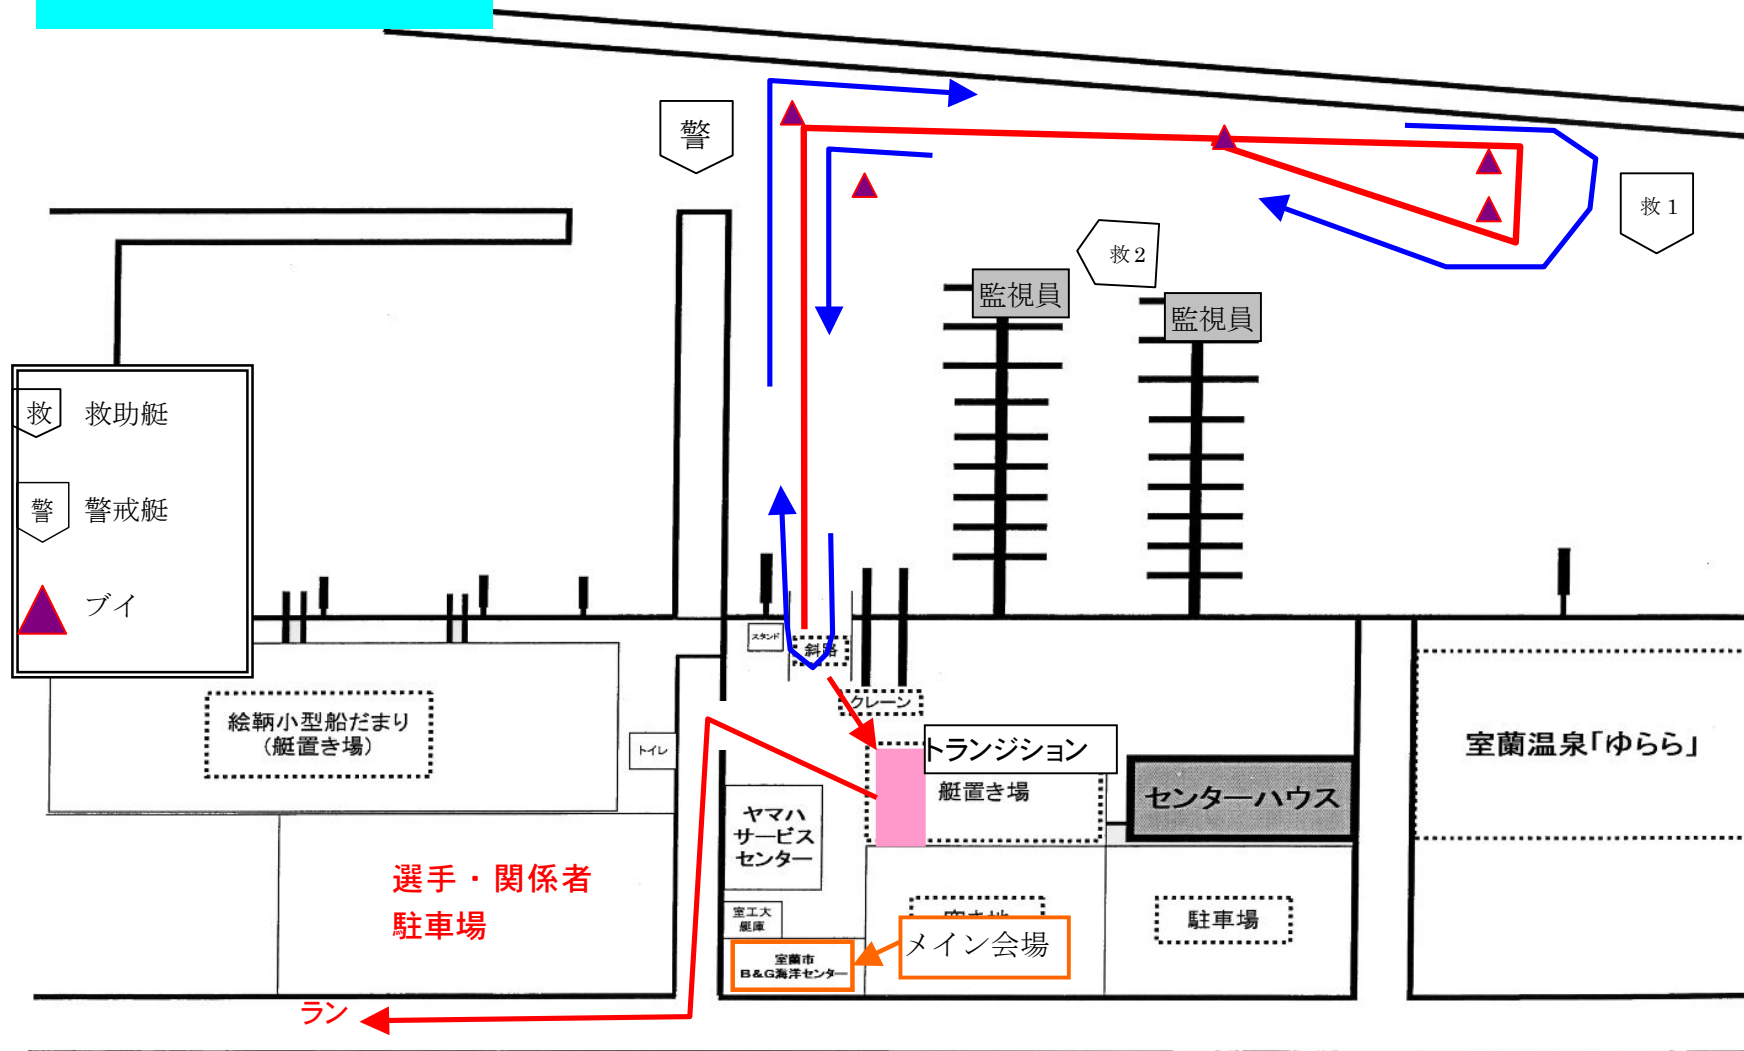 警
救1
救2
監視員
監視員
救
救助艇
警
警戒艇
ブイ
スタンド
斜路
クレーン
絵鞆小型船だまり
(艇置き場)
トイレ
トランジション
艇置き場
センターハウス
室蘭温泉「ゆらら」
ヤマハ
サービス
センター
選手・関係者
駐車場
室工大
艇庫
駐車場
メイン会場
室蘭市
B&G海洋センター
ラン